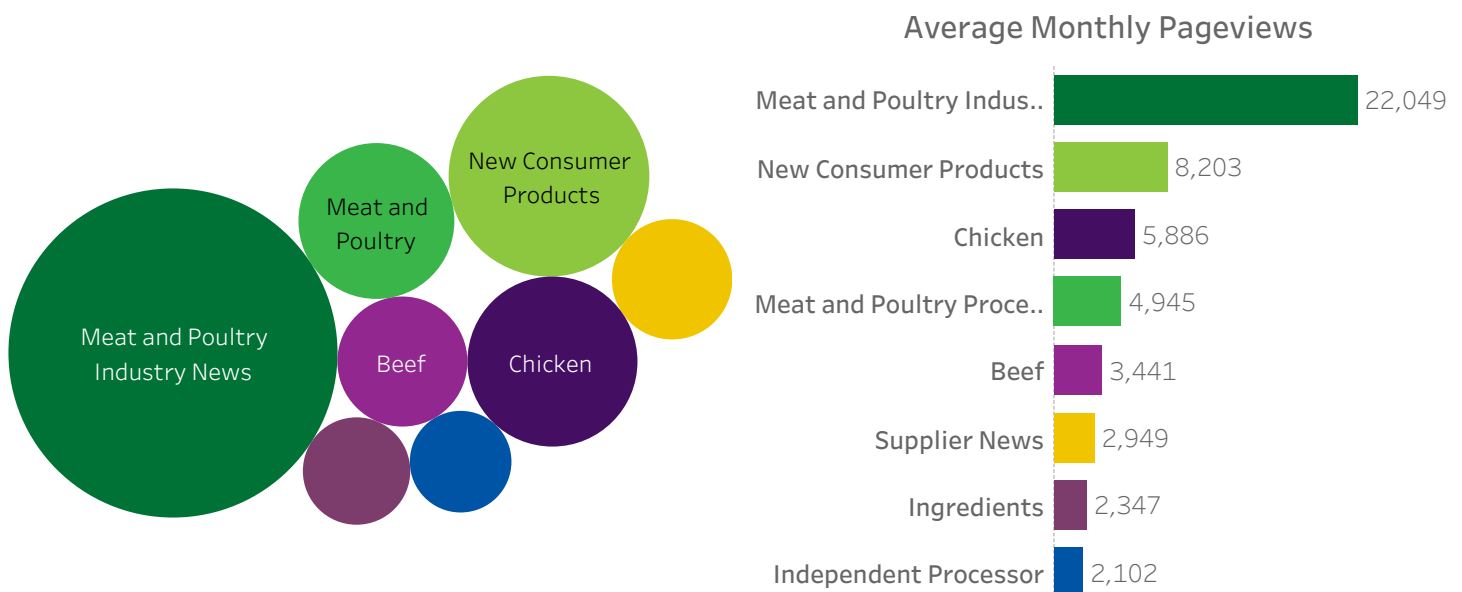 Average Monthly Pageviews
New Consumer
Products
Meat and
Poultry
Meat and Poultry
Industry News
Beef
Chicken
Meat and Poultry Indus.. 22,049
New Consumer Products 8,203
Chicken 5,886
Meat and Poultry Proce.. 4,945
Beef 3,441
Supplier News 2,949
Ingredients 2,347
Independent Processor 2,102